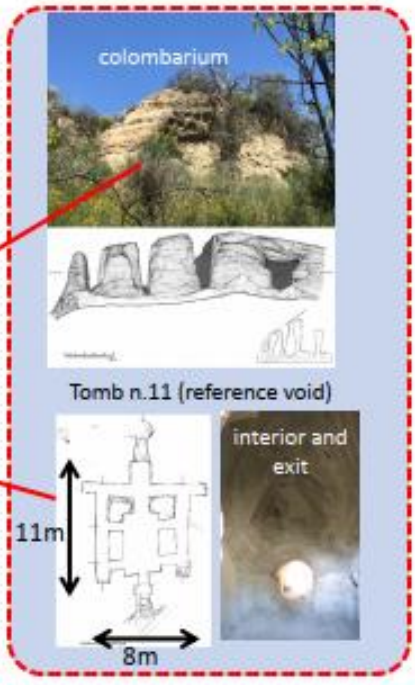 colombarium
Tomb n.11 (reference void)
interior and
exit
11m
8m